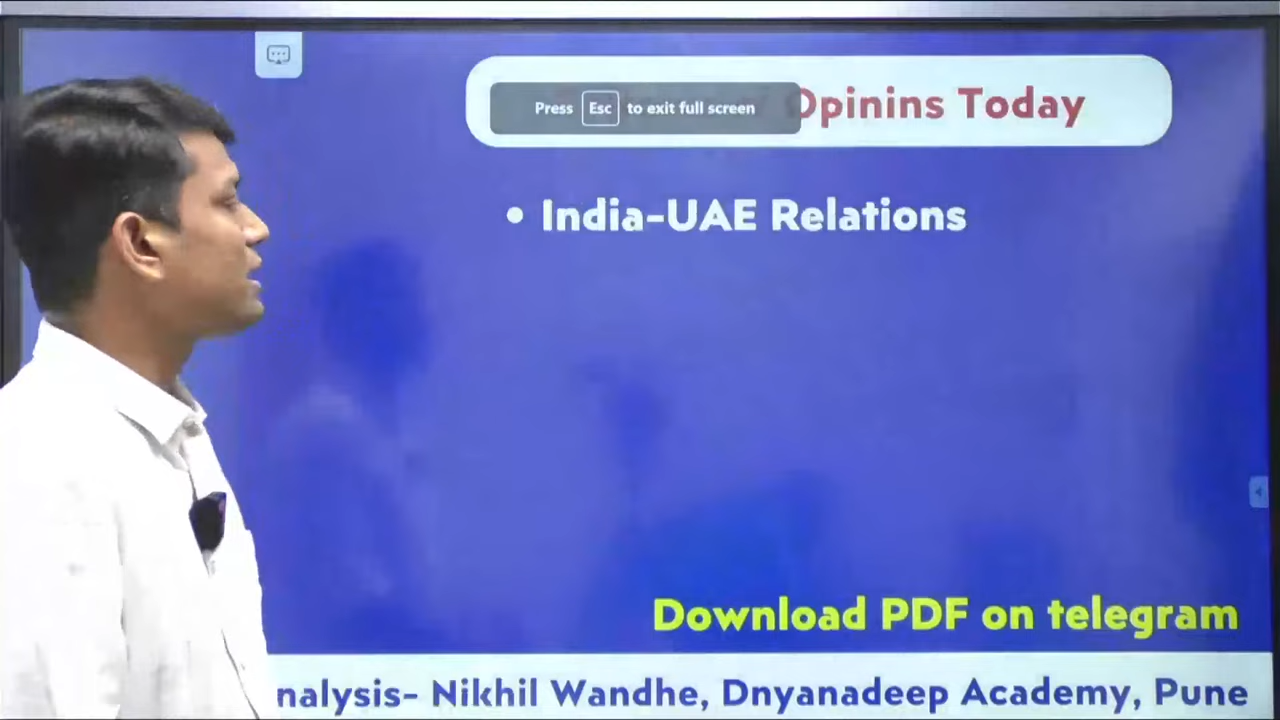 Opinins Today
Press Esc to exit full screen
• India-UAE Relations
Download PDF on telegram
nalysis- Nikhil Wandhe, Dnyanadeep Academy, Pune